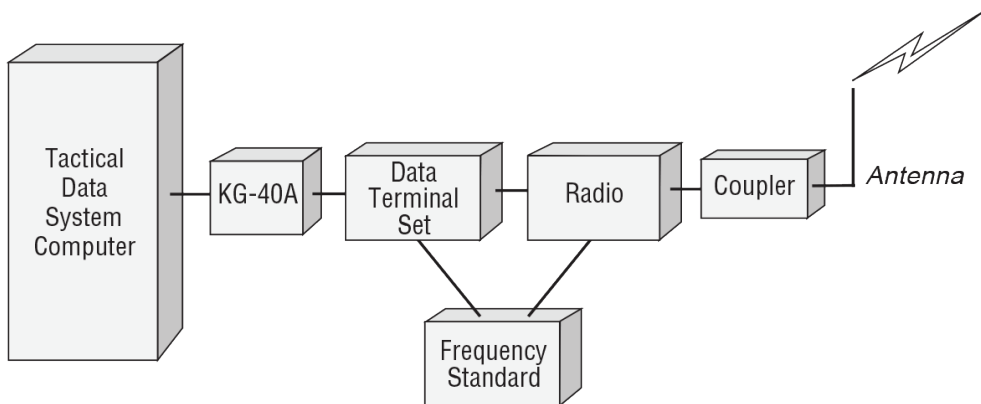 Tactical
Data
System
Computer
KG-40A
Data
Terminal
Set
Radio
Coupler
Antenna
Frequency
Standard